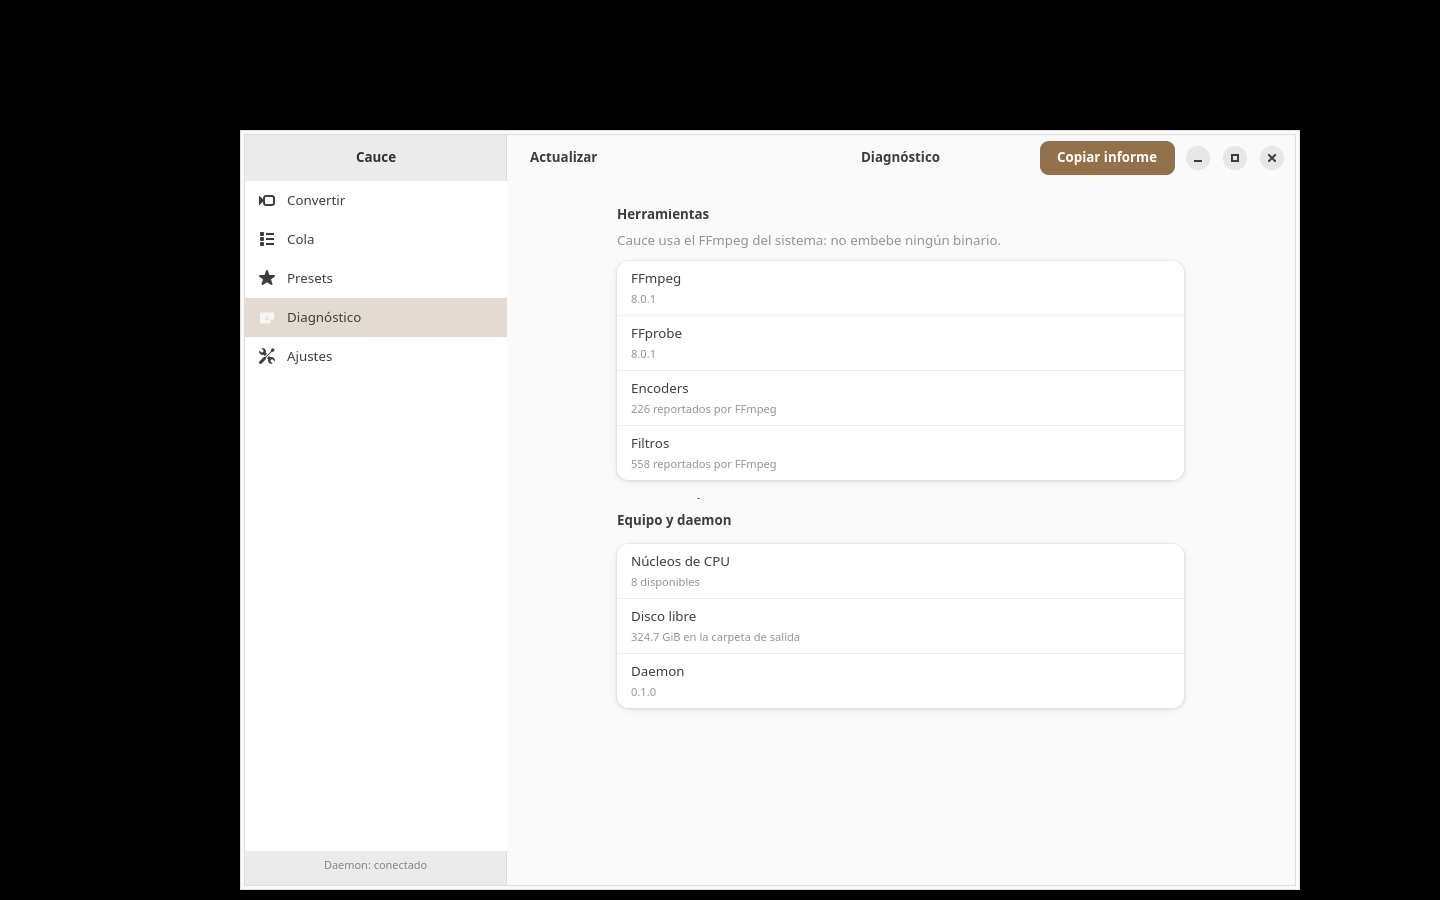 Cauce
Actualizar
Diagnóstico
Copiar informe
Convertir
Cola
Presets
Diagnóstico
Ajustes
Herramientas
Cauce usa el FFmpeg del sistema: no embebe ningún binario.
FFmpeg
8.0.1
FFprobe
8.0.1
Encoders
226 reportados por FFmpeg
Filtros
558 reportados por FFmpeg
Equipo y daemon
Núcleos de CPU
8 disponibles
Disco libre
324.7 GiB en la carpeta de salida
Daemon
0.1.0
Daemon: conectado